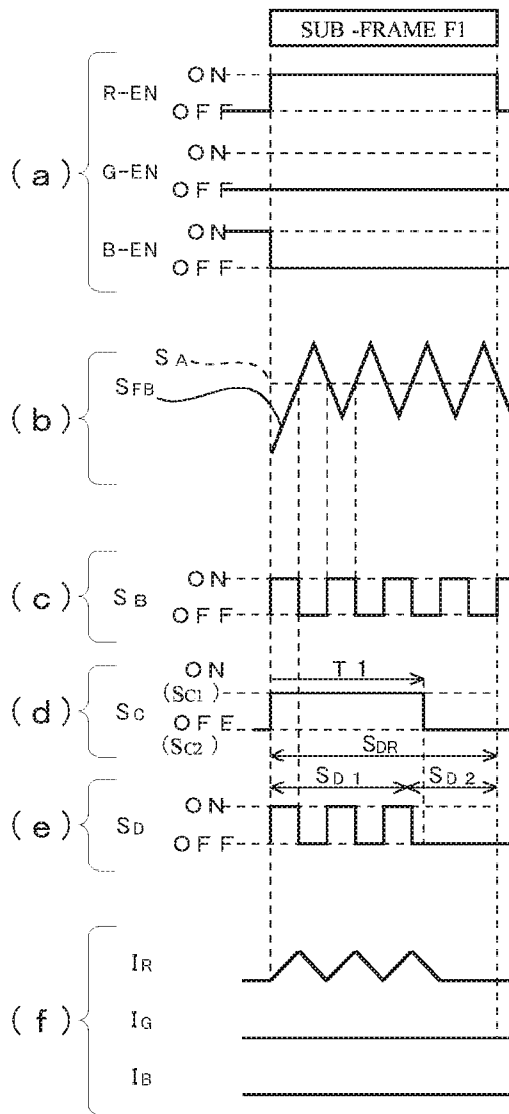 SUB -FRAME F1
(a)
R-EN ON
OFF
G-EN ON
OFF
B-EN ON
OFF
(b)
SA
SFB
(c)
SB ON
OFF
(d)
SC ON
(SC1)
OFF
(SC2)
T1
SDR
SD1 SD2
(e)
SD ON
OFF
(f)
IR
IG
IB